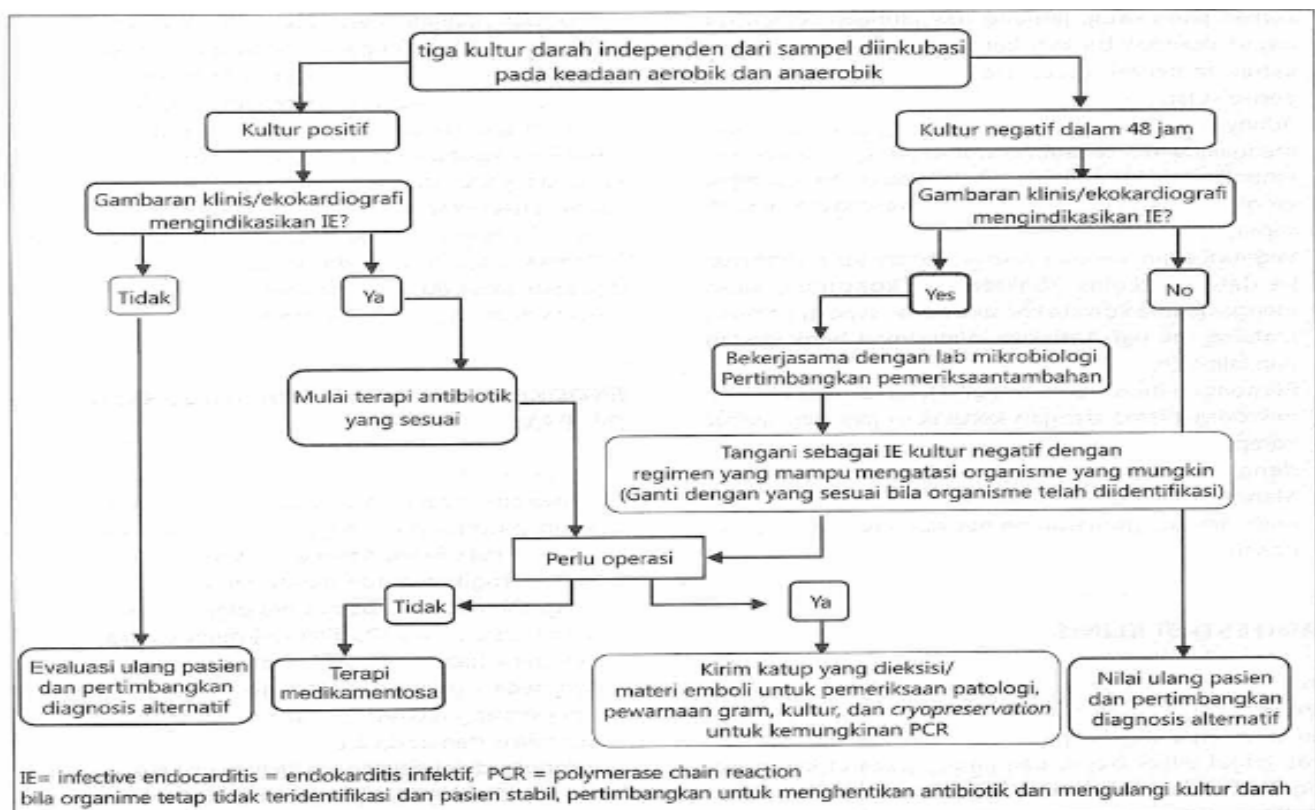 tiga kultur darah independen dari sampel diinkubasi
pada keadaan aerobik dan anaerobik
Kultur positif
Kultur negatif dalam 48 jam
Gambaran klinis/ekokardiografi
mengindikasikan IE?
Gambaran klinis/ekokardiografi
mengindikasikan IE?
Tidak
Ya
Yes
No
Mulai terapi antibiotik
yang sesuai
Bekerjasama dengan lab mikrobiologi
Pertimbangkan pemeriksaantambahan
Tangani sebagai IE kultur negatif dengan
regimen yang mampu mengatasi organisme yang mungkin
(Ganti dengan yang sesuai bila organisme telah diidentifikasi)
Perlu operasi
Tidak
Ya
Evaluasi ulang pasien
dan pertimbangkan
diagnosis alternatif
Terapi
medikamentosa
Kirim katup yang dieksisi/
materi emboli untuk pemeriksaan patologi,
pewarnaan gram, kultur, dan cryopreservation
untuk kemungkinan PCR
Nilai ulang pasien
dan pertimbangkan
diagnosis alternatif
IE= infective endocarditis = endokarditis infektif, PCR = polymerase chain reaction
bila organime tetap tidak teridentifikasi dan pasien stabil, pertimbangkan untuk menghentikan antibiotik dan mengulangi kultur darah